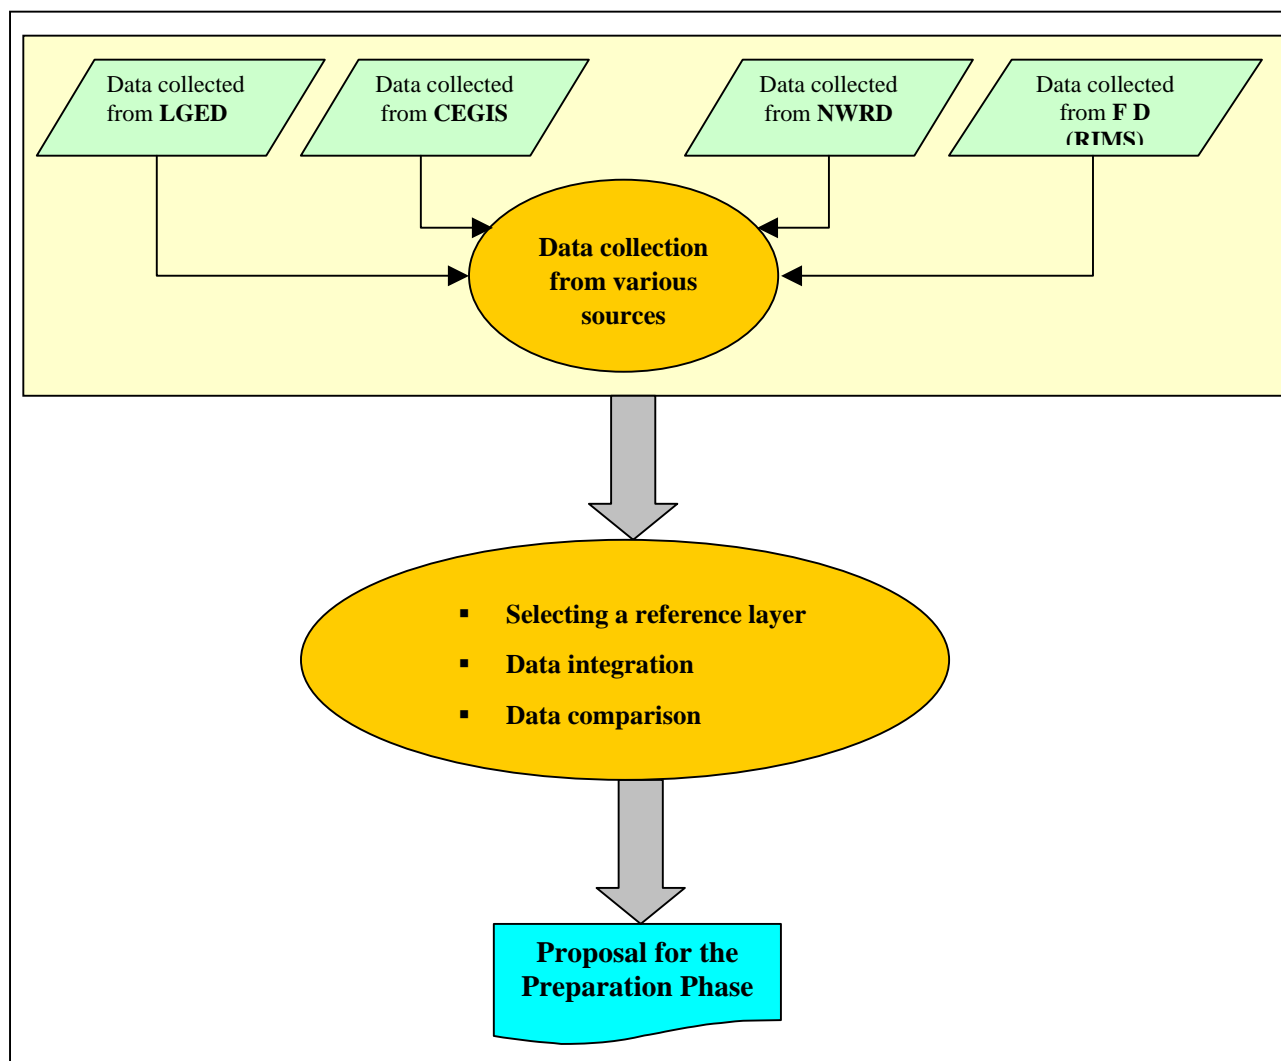 Data collected
from LGED
Data collected
from CEGIS
Data collected
from NWRD
Data collected
from F D
(RIMS)
Data collection
from various
sources
▪ Selecting a reference layer
▪ Data integration
▪ Data comparison
Proposal for the
Preparation Phase